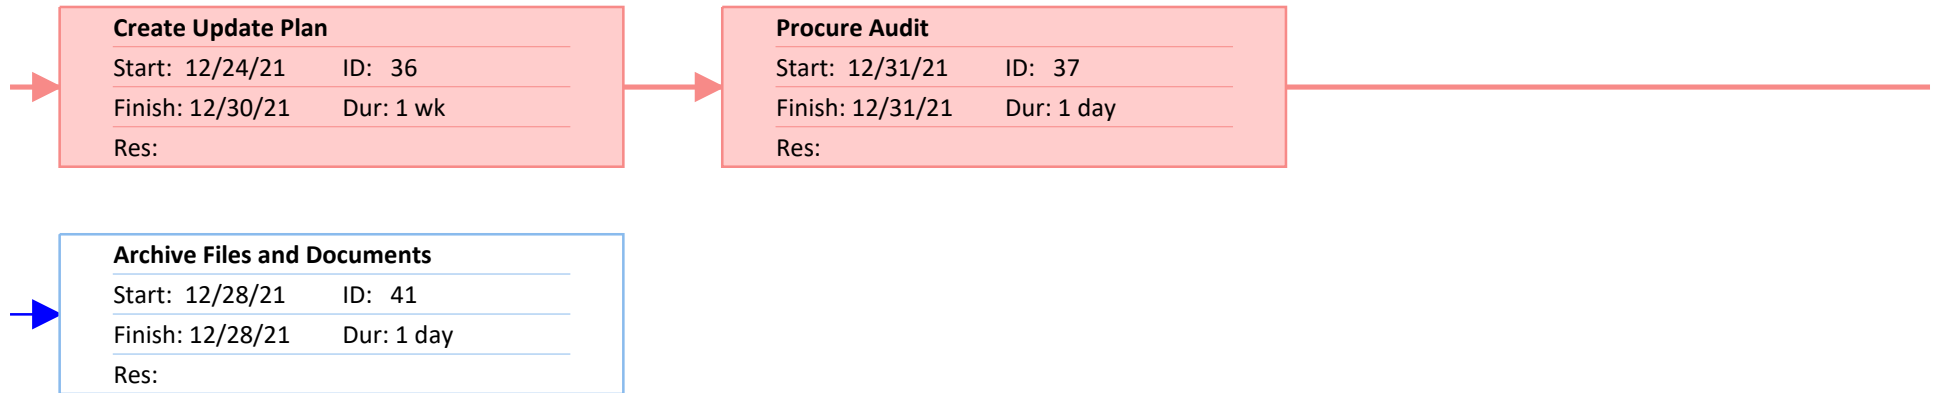 Create Update Plan
Start: 12/24/21 ID: 36
Finish: 12/30/21 Dur: 1 wk
Res:
Procure Audit
Start: 12/31/21 ID: 37
Finish: 12/31/21 Dur: 1 day
Res:
Archive Files and Documents
Start: 12/28/21 ID: 41
Finish: 12/28/21 Dur: 1 day
Res: